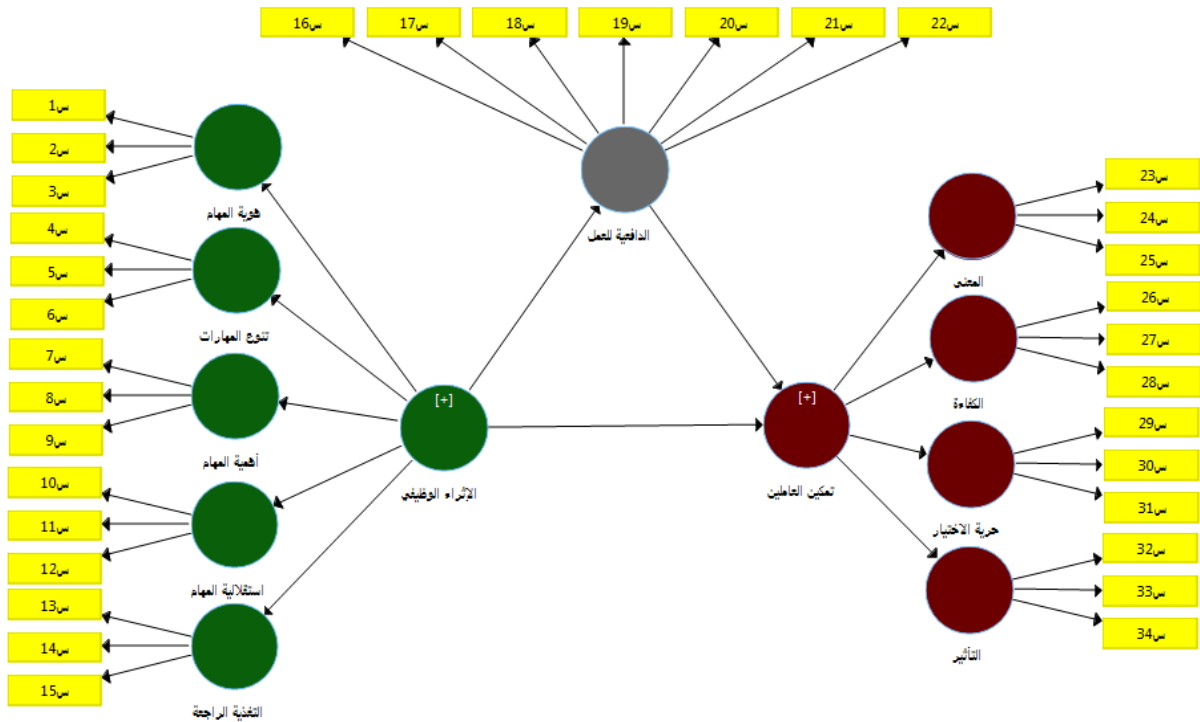 س16
س17
س18
س19
س20
س21
س22
س1
س2
س3
هوية المهام
س4
س5
س6
تنوع المهارات
س7
س8
س9
أهمية المهام
س10
س11
س12
استقلالية المهام
س13
س14
س15
التغذية الراجعة
[+]
الإثراء الوظيفي
الدافعية للعمل
[+]
تمكين العاملين
س23
س24
س25
المعنى
س26
س27
س28
الكفاءة
س29
س30
س31
حرية الاختيار
س32
س33
س34
التأثير